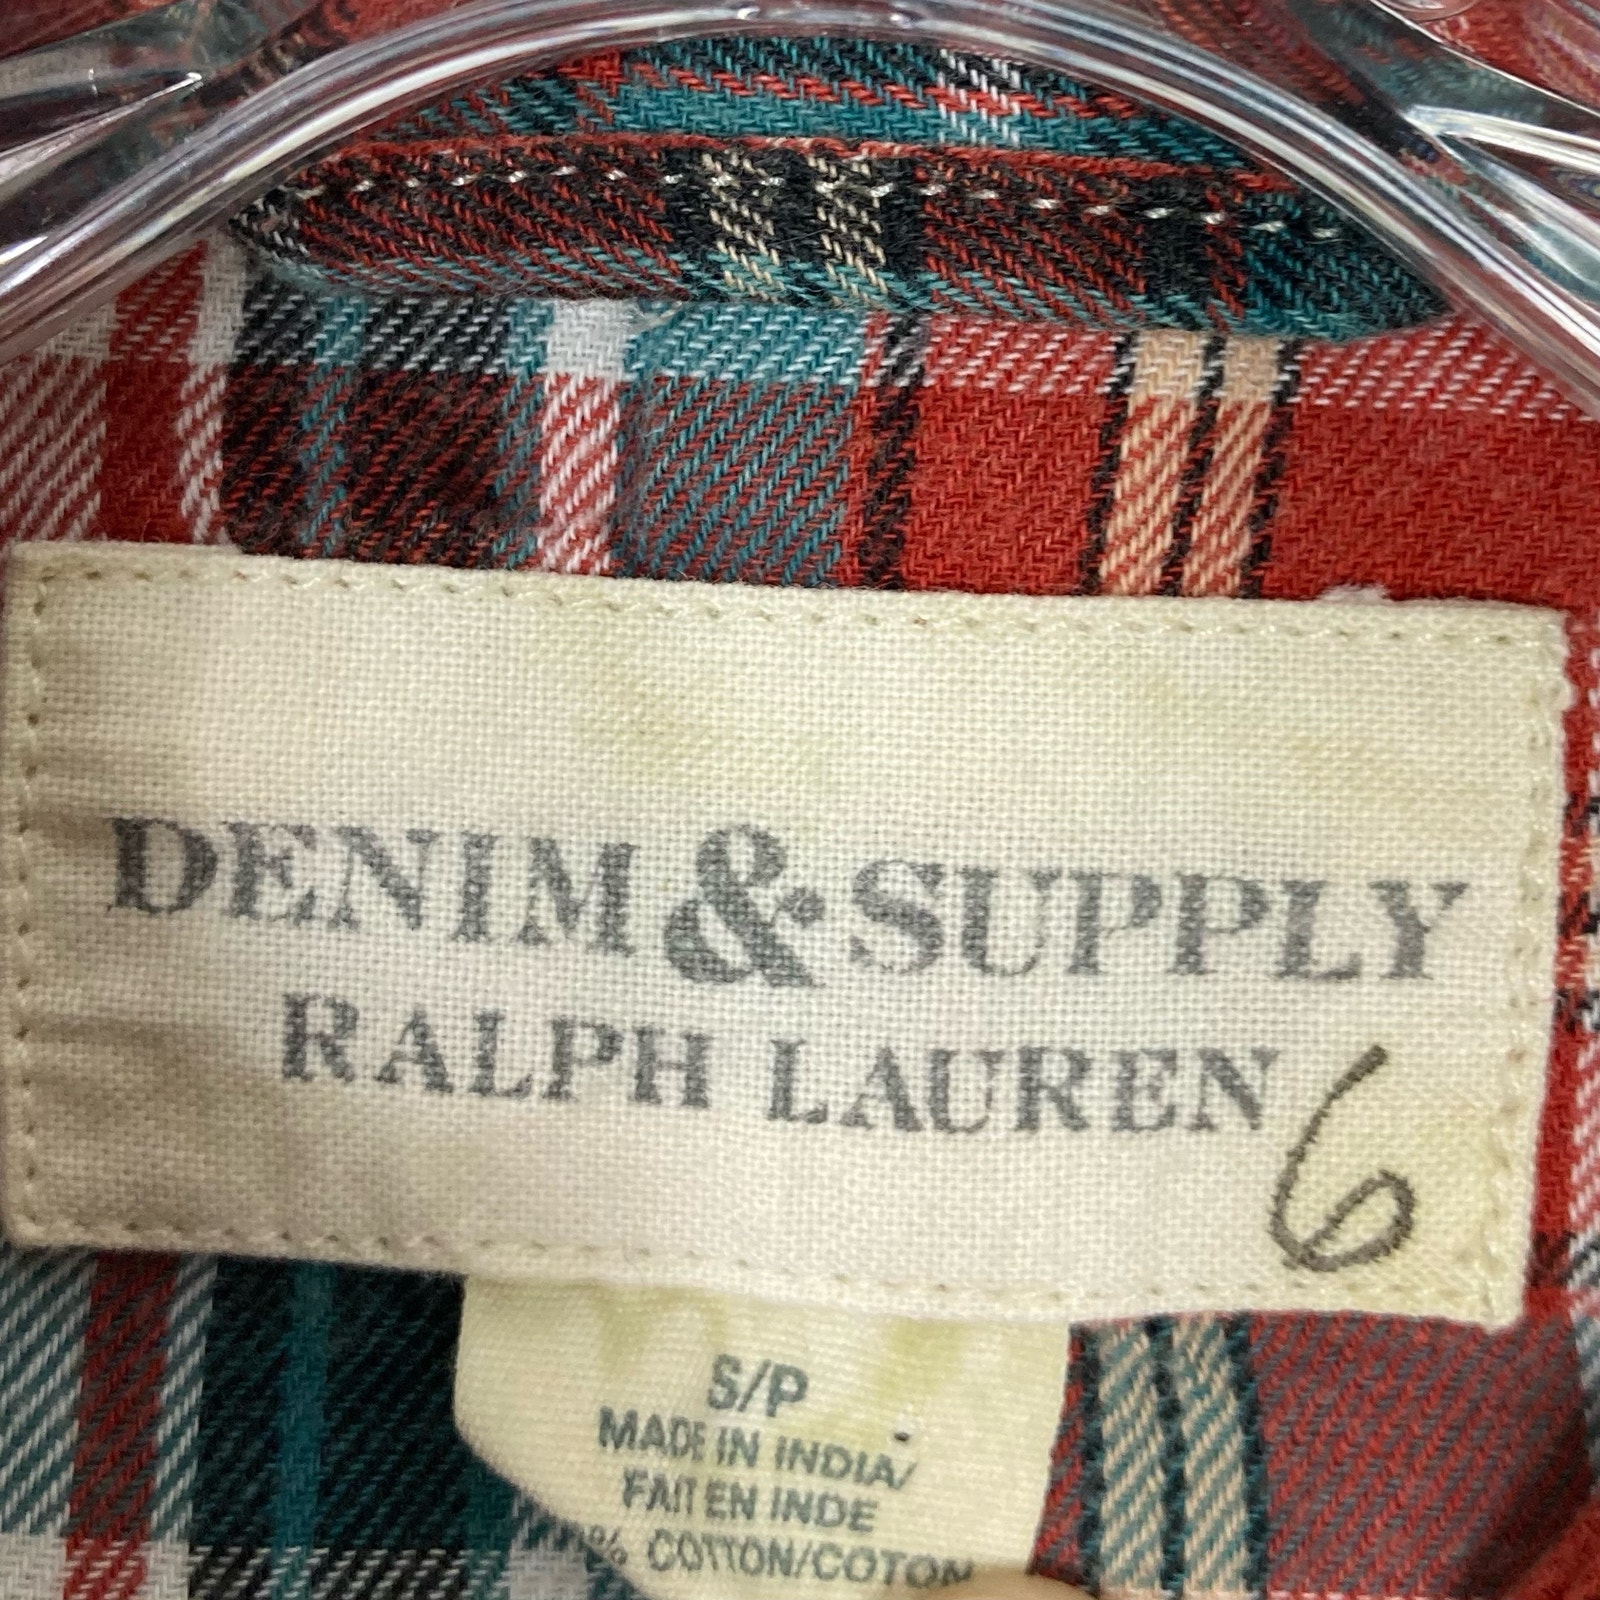 DENIM & SUPPLY
RALPH LAUREN
6
S/P
MADE IN INDIA/
FAIT EN INDE
% COTTON/COTON